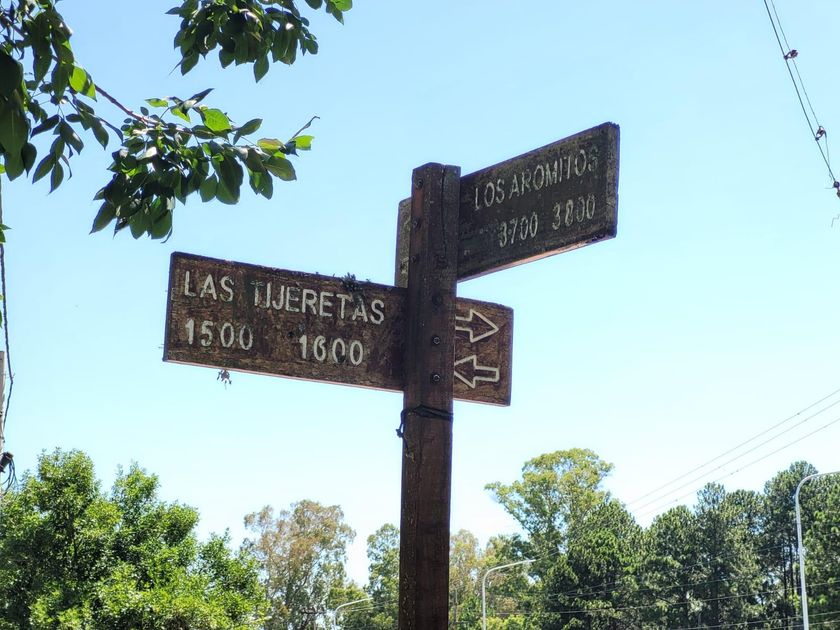 LOS AROMITOS
3700 3800
LAS TIJERETAS
1500 1600